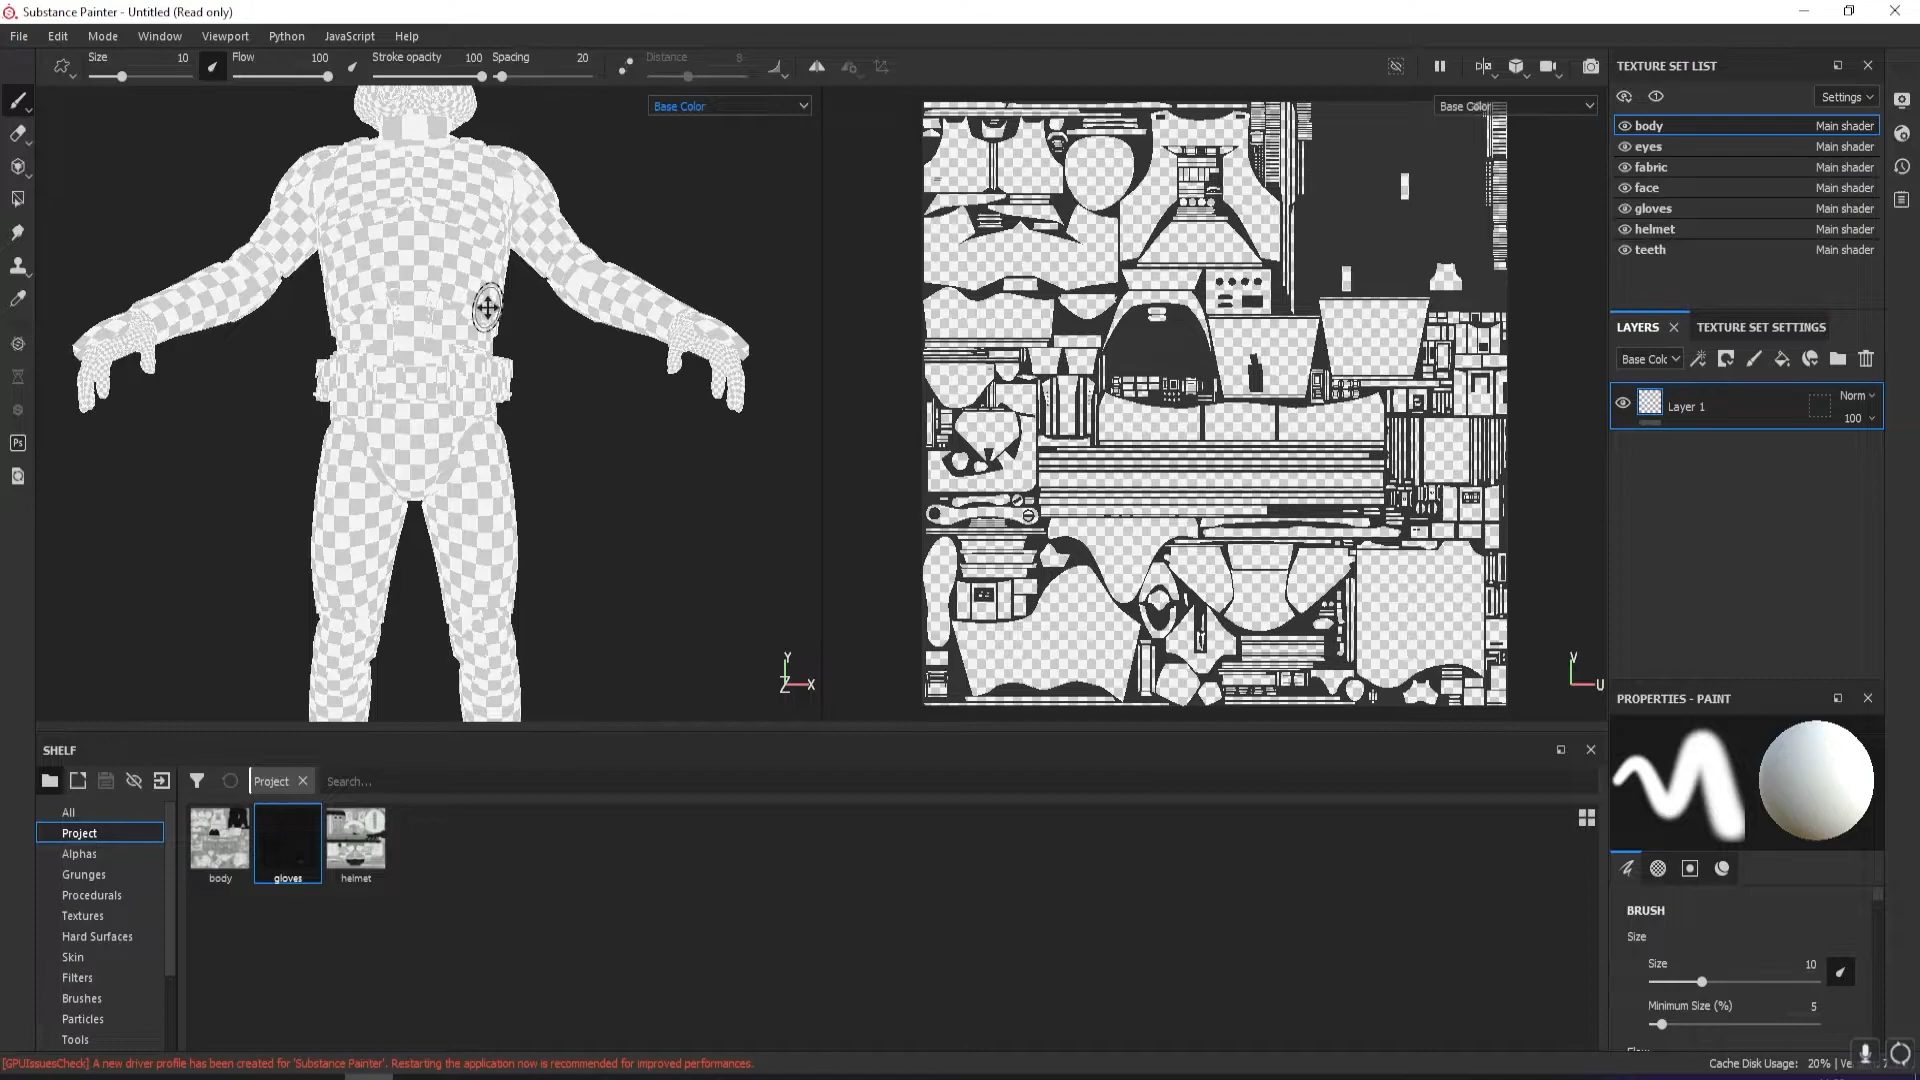 Substance Painter - Untitled (Read only)
File Edit Mode Window Viewport Python JavaScript Help
Size 10 Flow 100 Stroke opacity 100 Spacing 20 Distance 8
Base Color
Base Color
Y
Z X
V
U
TEXTURE SET LIST
Settings
body Main shader
eyes Main shader
fabric Main shader
face Main shader
gloves Main shader
helmet Main shader
teeth Main shader
LAYERS TEXTURE SET SETTINGS
Base Colc
Layer 1 Norm
100
PROPERTIES - PAINT
BRUSH
Size
Size 10
Minimum Size (%) 5
SHELF
Project Search...
All
Project
Alphas
Grunges
Procedurals
Textures
Hard Surfaces
Skin
Filters
Brushes
Particles
Tools
body gloves helmet
Ps
[GPUIssuesCheck] A new driver profile has been created for 'Substance Painter'. Restarting the application now is recommended for improved performances.
Cache Disk Usage: 20% | Ve